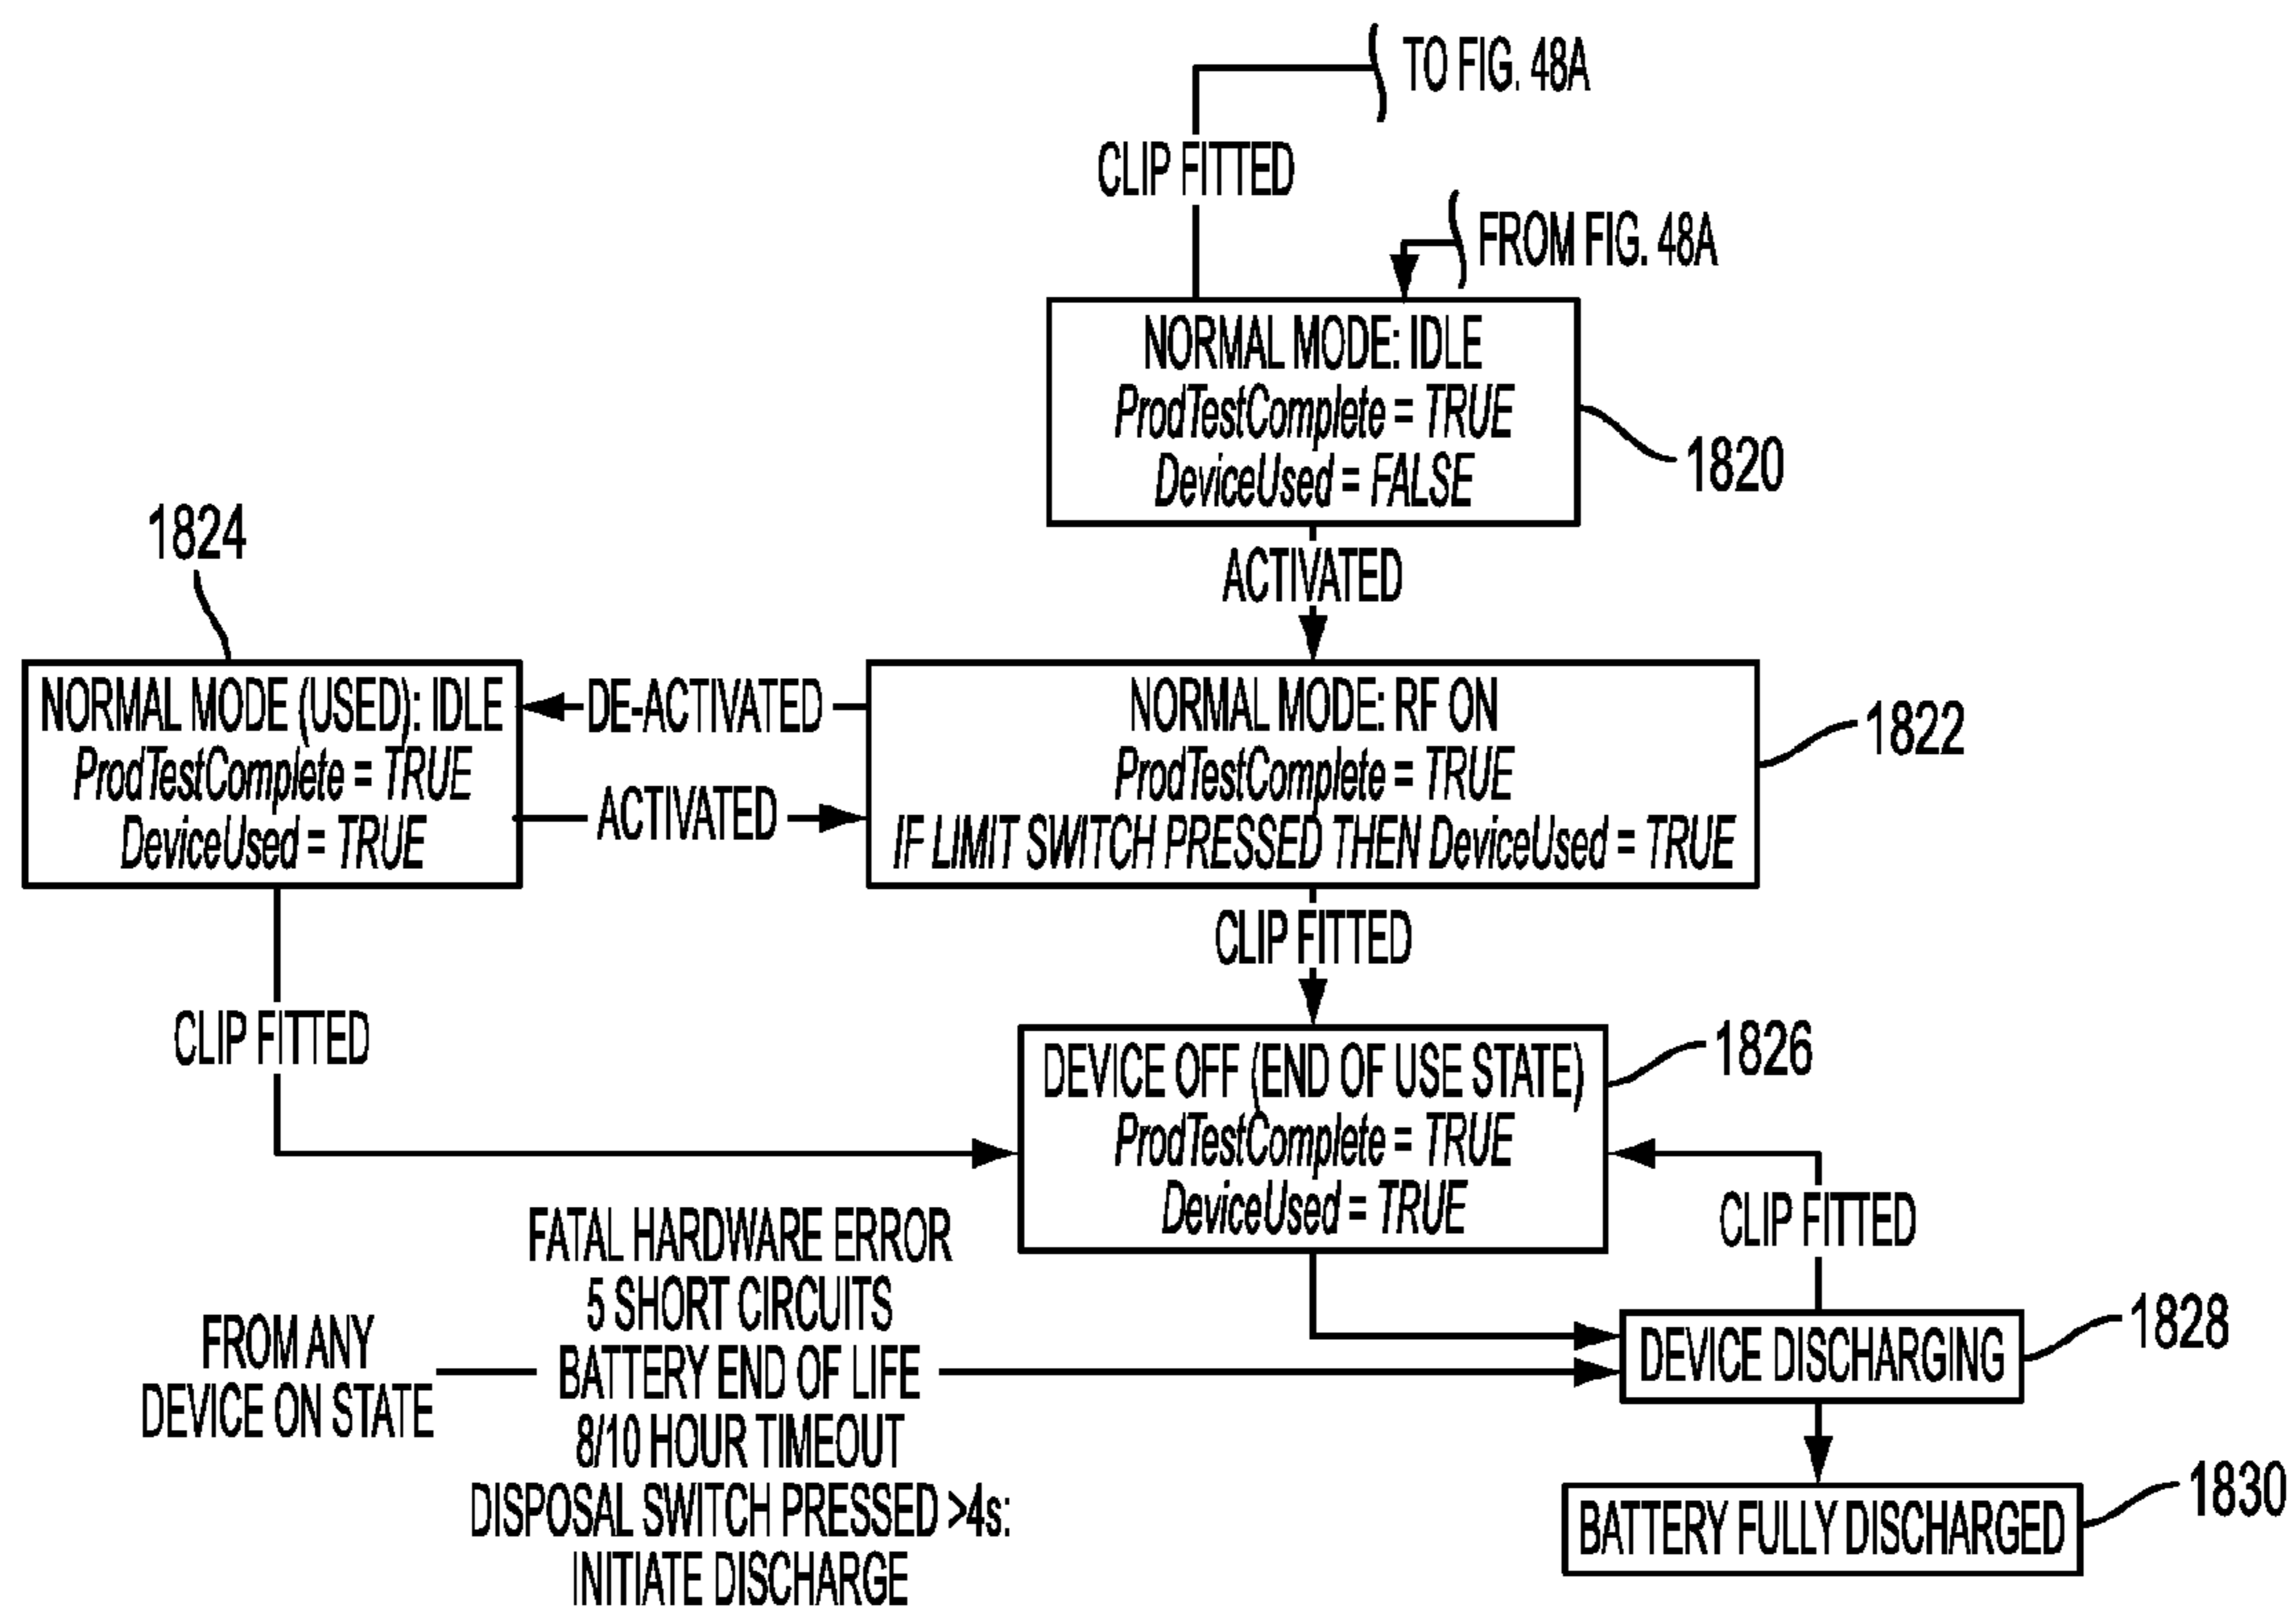 TO FIG. 48A
CLIP FITTED
FROM FIG. 48A
NORMAL MODE: IDLE
ProdTestComplete = TRUE
DeviceUsed = FALSE
1820
ACTIVATED
1824
NORMAL MODE (USED): IDLE
ProdTestComplete = TRUE
DeviceUsed = TRUE
DE-ACTIVATED
ACTIVATED
NORMAL MODE: RF ON
ProdTestComplete = TRUE
IF LIMIT SWITCH PRESSED THEN DeviceUsed = TRUE
1822
CLIP FITTED
CLIP FITTED
DEVICE OFF (END OF USE STATE)
ProdTestComplete = TRUE
DeviceUsed = TRUE
1826
CLIP FITTED
FROM ANY
DEVICE ON STATE
FATAL HARDWARE ERROR
5 SHORT CIRCUITS
BATTERY END OF LIFE
8/10 HOUR TIMEOUT
DISPOSAL SWITCH PRESSED >4s:
INITIATE DISCHARGE
DEVICE DISCHARGING
1828
BATTERY FULLY DISCHARGED
1830